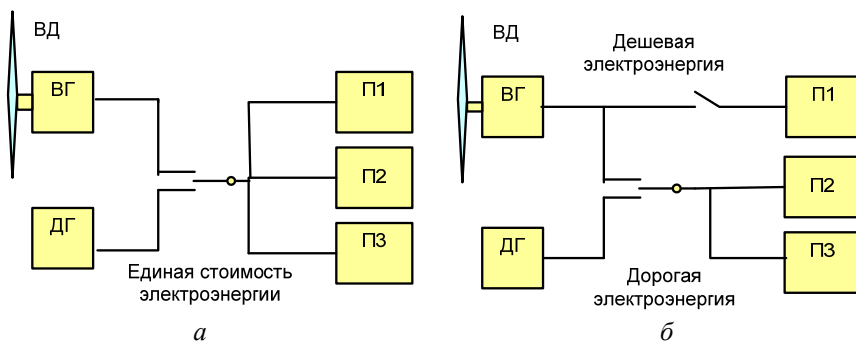 ВД
ВГ
ДГ
П1
П2
П3
Единая стоимость
электроэнергии
а
ВД
ВГ
ДГ
Дешевая
электроэнергия
П1
П2
П3
Дорогая
электроэнергия
б